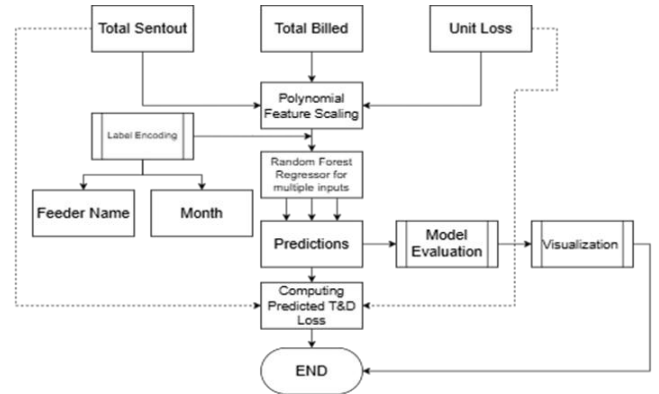 Total Sentout
Total Billed
Unit Loss
Polynomial
Feature Scaling
Label Encoding
Random Forest
Regressor for
multiple inputs
Feeder Name
Month
Predictions
Model
Evaluation
Visualization
Computing
Predicted T&D
Loss
END